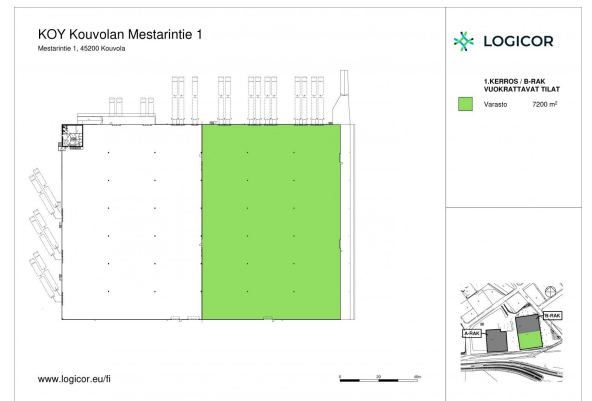 KOY Kouvolan Mestarintie 1
Mestarintie 1, 45200 Kouvola
LOGICOR
1.KERROS / B-RAK
VUOKRATTAVAT TILAT
Varasto 7200 m²
B-RAK
A-RAK
www.logicor.eu/fi
0 20 40m